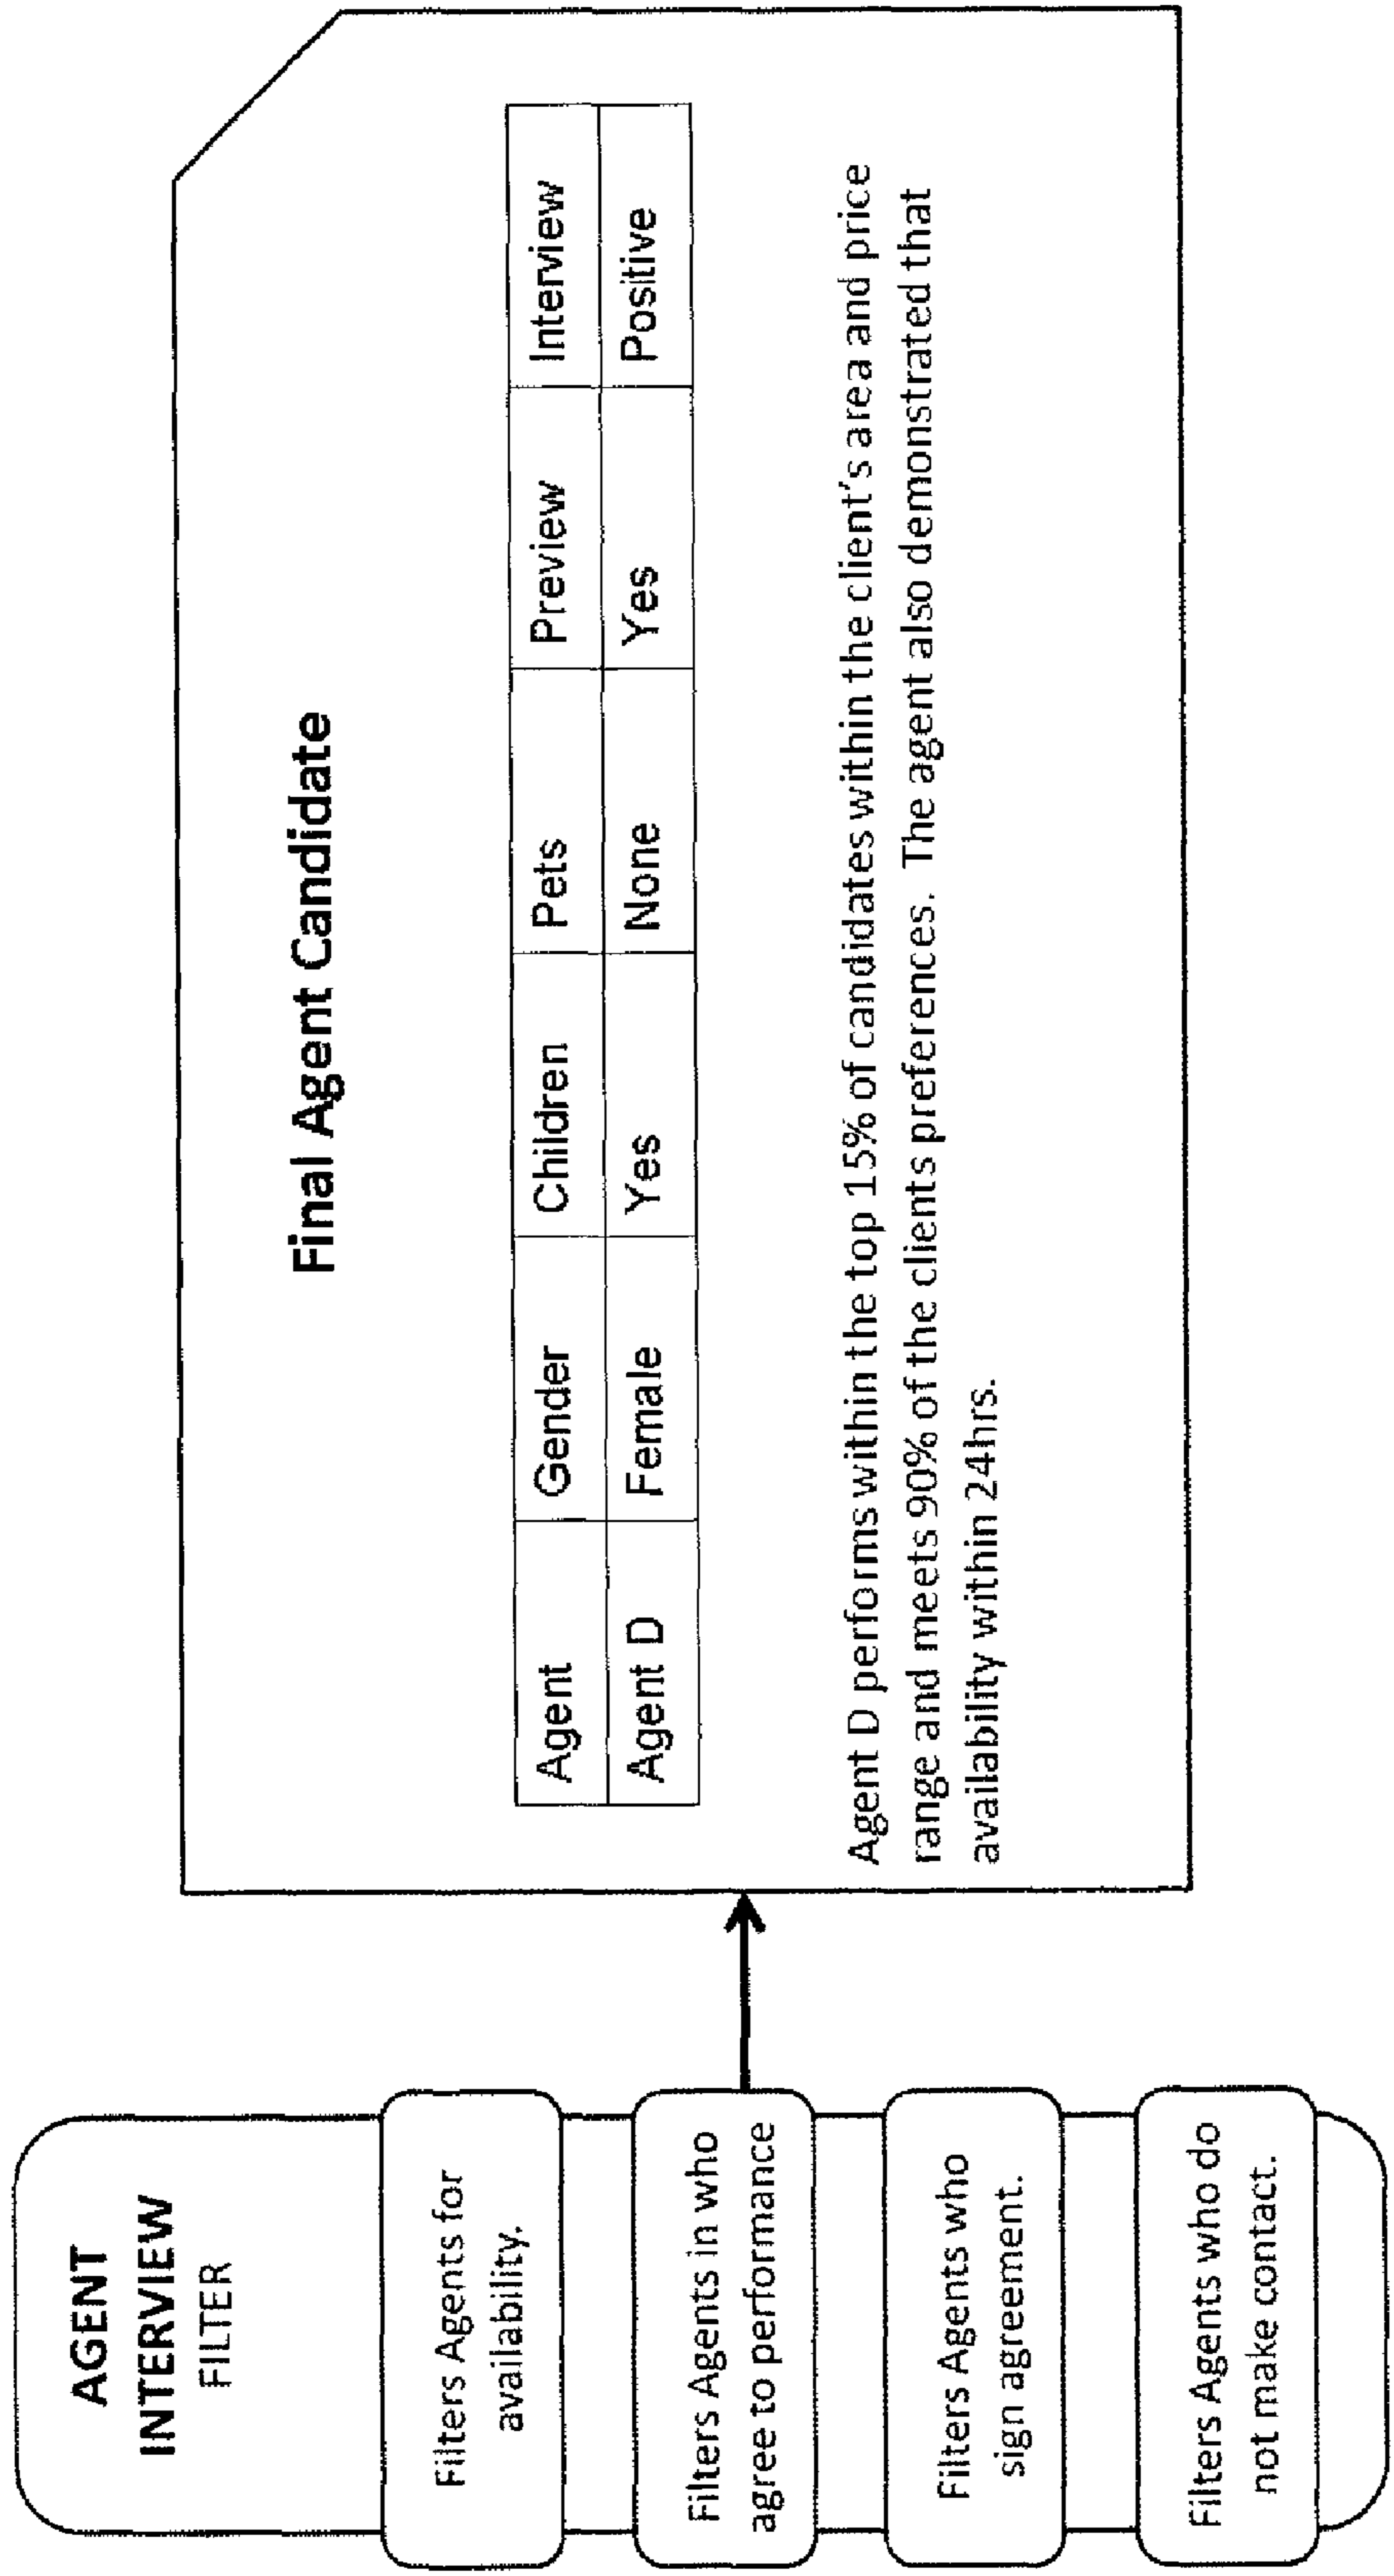 AGENT
INTERVIEW
FILTER
Filters Agents for
availability.
Filters Agents in who
agree to performance
Filters Agents who
sign agreement.
Filters Agents who do
not make contact.
Final Agent Candidate
Agent Gender Children Pets Preview Interview
Agent D Female Yes None Yes Positive
Agent D performs within the top 15% of candidates within the client's area and price
range and meets 90% of the clients preferences. The agent also demonstrated that
availability within 24hrs.